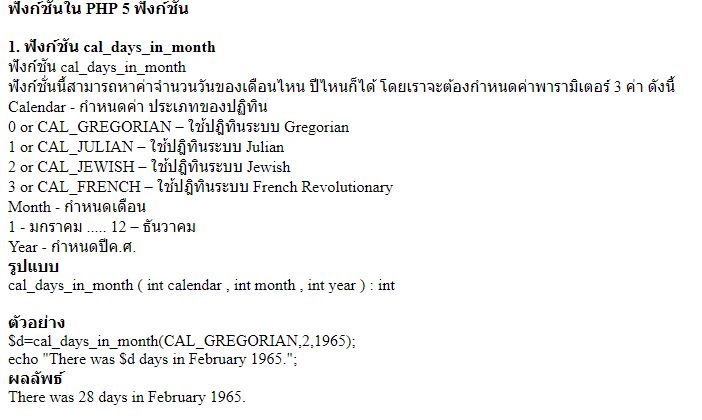 ฟังก์ชันใน PHP 5 ฟังก์ชัน
1. ฟังก์ชัน cal_days_in_month
ฟังก์ชัน cal_days_in_month
ฟังก์ชั่นนี้สามารถหาค่าจำนวนวันของเดือนไหน ปีไหนก็ได้ โดยเราจะต้องกำหนดค่าพารามิเตอร์ 3 ค่า ดังนี้
Calendar - กำหนดค่า ประเภทของปฏิทิน
0 or CAL_GREGORIAN – ใช้ปฎิทินระบบ Gregorian
1 or CAL_JULIAN – ใช้ปฎิทินระบบ Julian
2 or CAL_JEWISH – ใช้ปฎิทินระบบ Jewish
3 or CAL_FRENCH – ใช้ปฎิทินระบบ French Revolutionary
Month - กำหนดเดือน
1 - มกราคม ..... 12 – ธันวาคม
Year - กำหนดปีค.ศ.
รูปแบบ
cal_days_in_month ( int calendar , int month , int year ) : int
ตัวอย่าง
$d=cal_days_in_month(CAL_GREGORIAN,2,1965);
echo "There was $d days in February 1965.";
ผลลัพธ์
There was 28 days in February 1965.